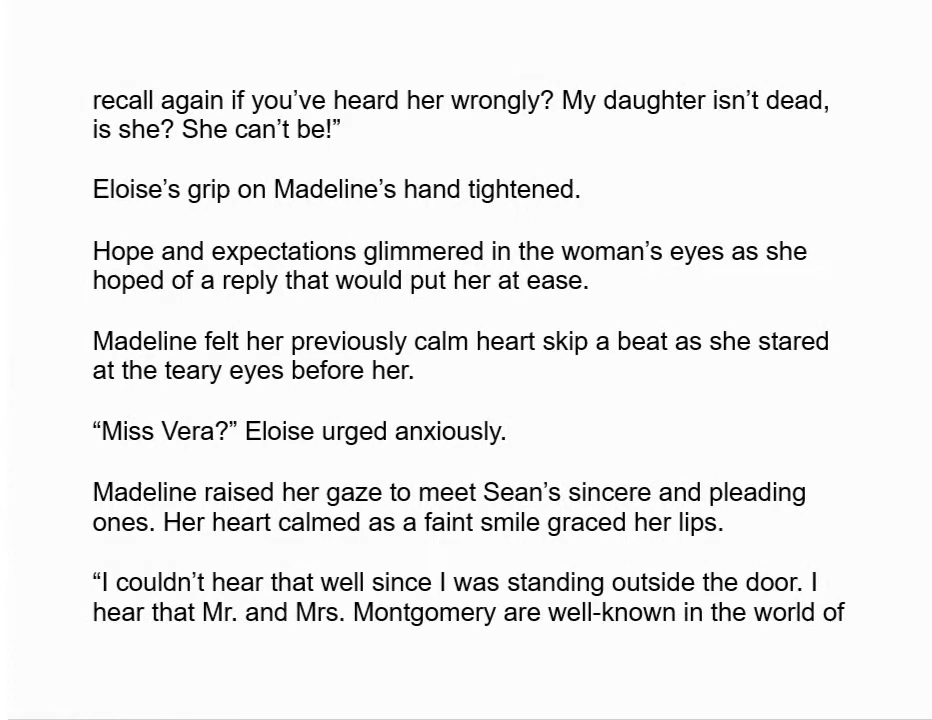 recall again if you’ve heard her wrongly? My daughter isn’t dead,
is she? She can’t be!”
Eloise’s grip on Madeline’s hand tightened.
Hope and expectations glimmered in the woman’s eyes as she
hoped of a reply that would put her at ease.
Madeline felt her previously calm heart skip a beat as she stared
at the teary eyes before her.
“Miss Vera?” Eloise urged anxiously.
Madeline raised her gaze to meet Sean’s sincere and pleading
ones. Her heart calmed as a faint smile graced her lips.
“I couldn’t hear that well since I was standing outside the door. I
hear that Mr. and Mrs. Montgomery are well-known in the world of